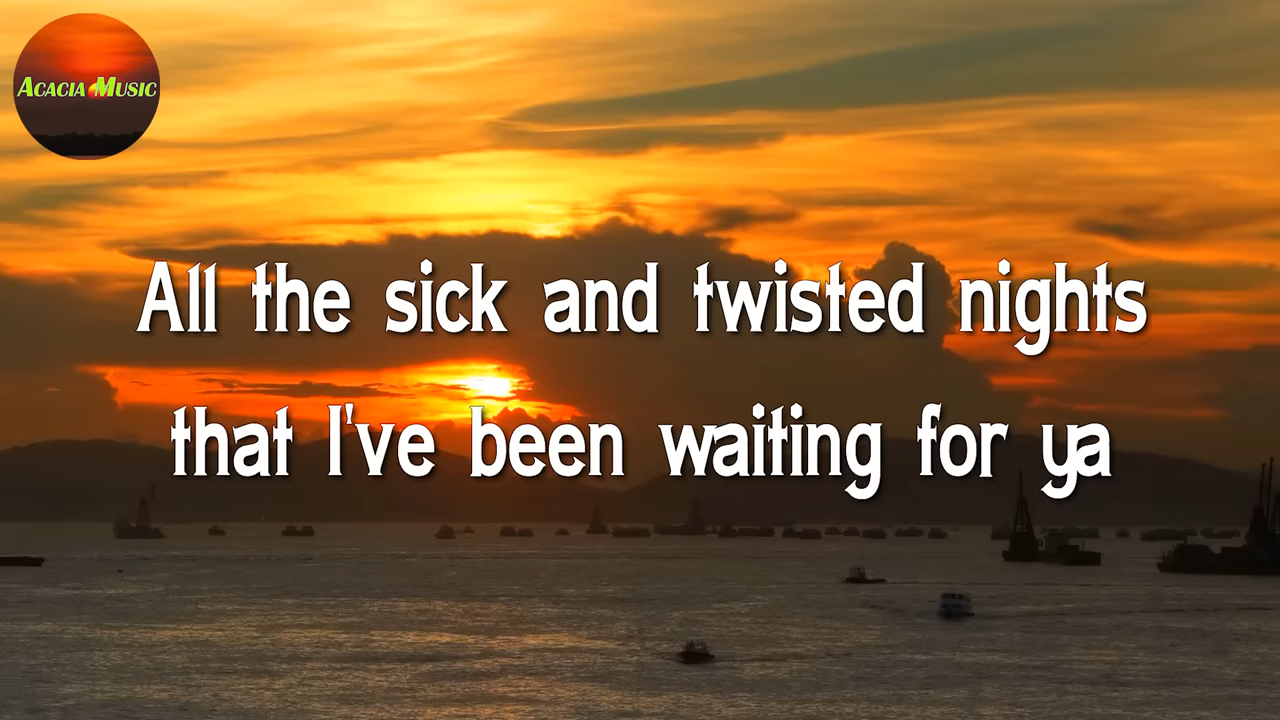 Acacia Music
All the sick and twisted nights
that I've been waiting for ya